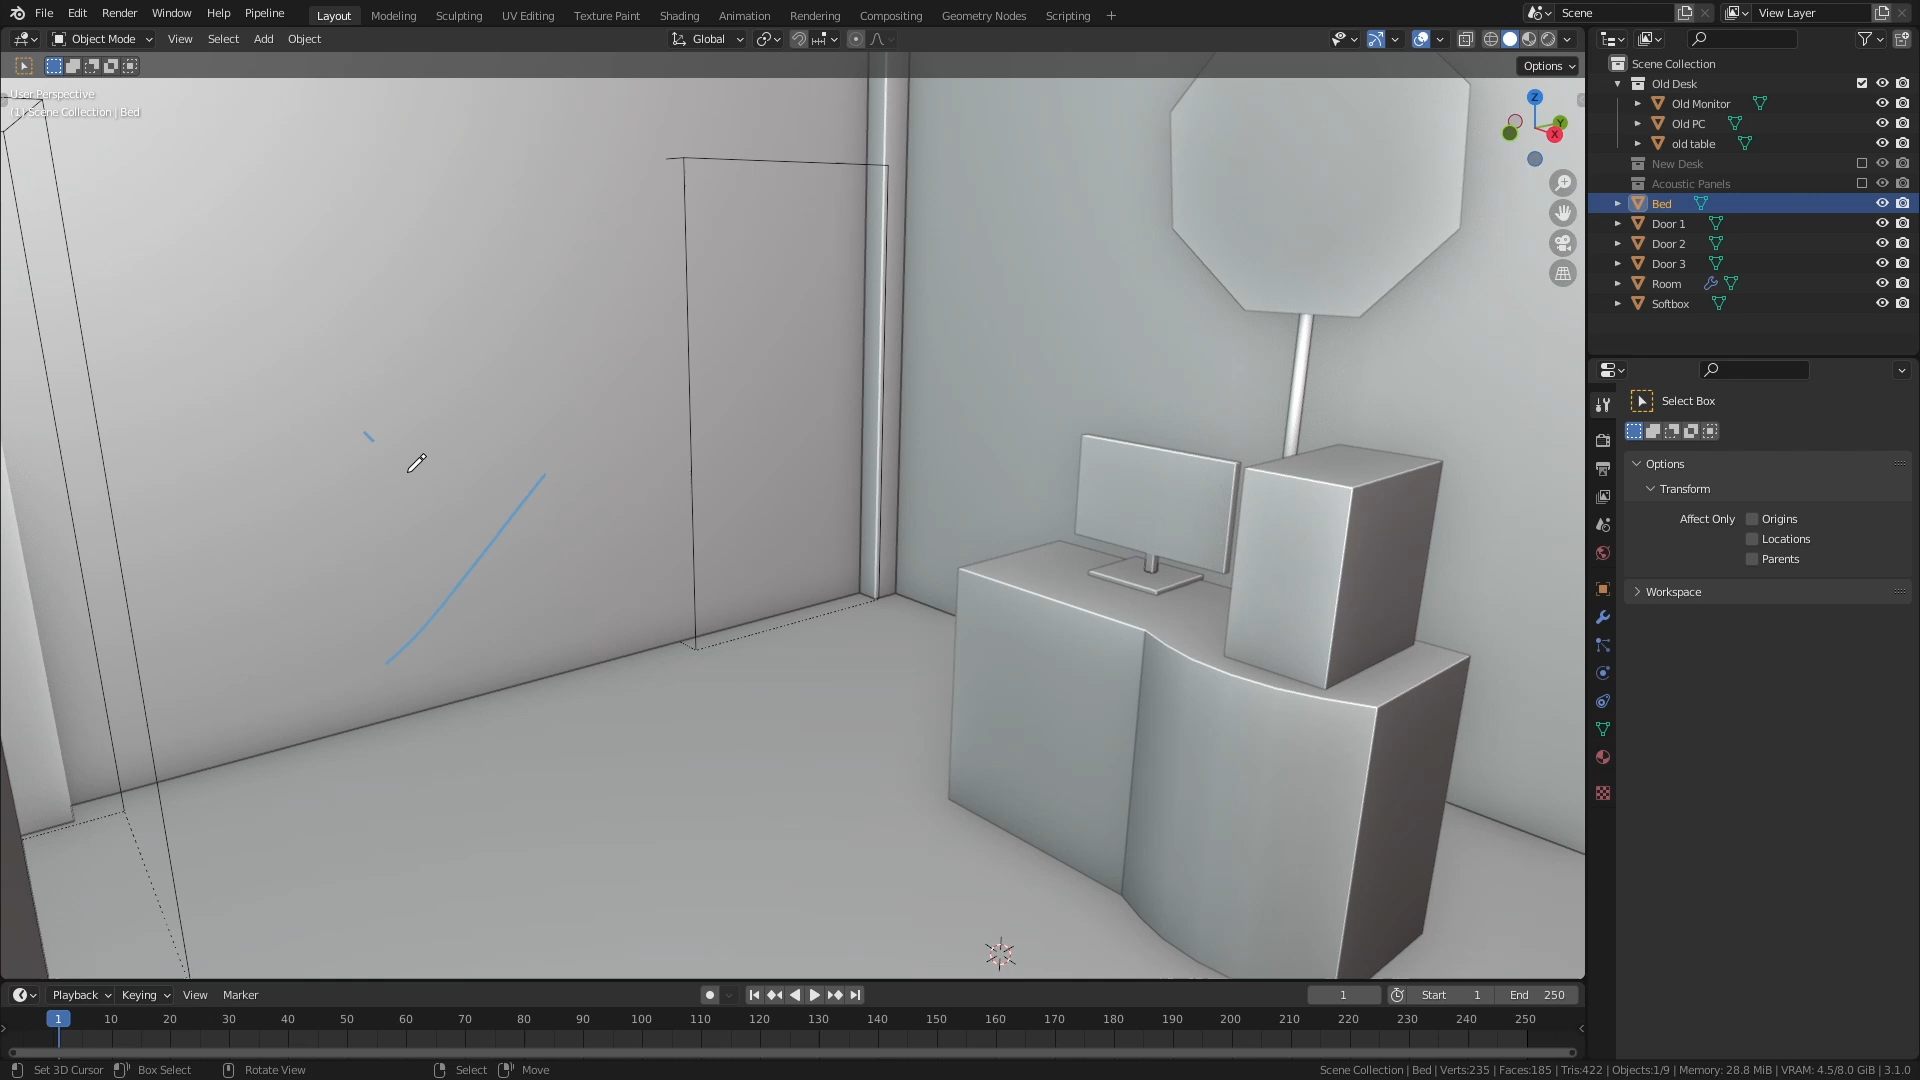 File Edit Render Window Help Pipeline Layout Modeling Sculpting UV Editing Texture Paint Shading Animation Rendering Compositing Geometry Nodes Scripting + Scene View Layer
Object Mode View Select Add Object Global
Options
User Perspective
(1) Scene Collection | Bed
Z
Y
X
Scene Collection
Old Desk
Old Monitor
Old PC
old table
New Desk
Acoustic Panels
Bed
Door 1
Door 2
Door 3
Room
Softbox
Select Box
Options
Transform
Affect Only Origins
Locations
Parents
Workspace
Playback Keying View Marker 1 Start 1 End 250
1 10 20 30 40 50 60 70 80 90 100 110 120 130 140 150 160 170 180 190 200 210 220 230 240 250
Set 3D Cursor Box Select Rotate View Select Move Scene Collection | Bed | Verts:235 | Faces:185 | Tris:422 | Objects:1/9 | Memory: 28.8 MiB | VRAM: 4.5/8.0 GiB | 3.1.0